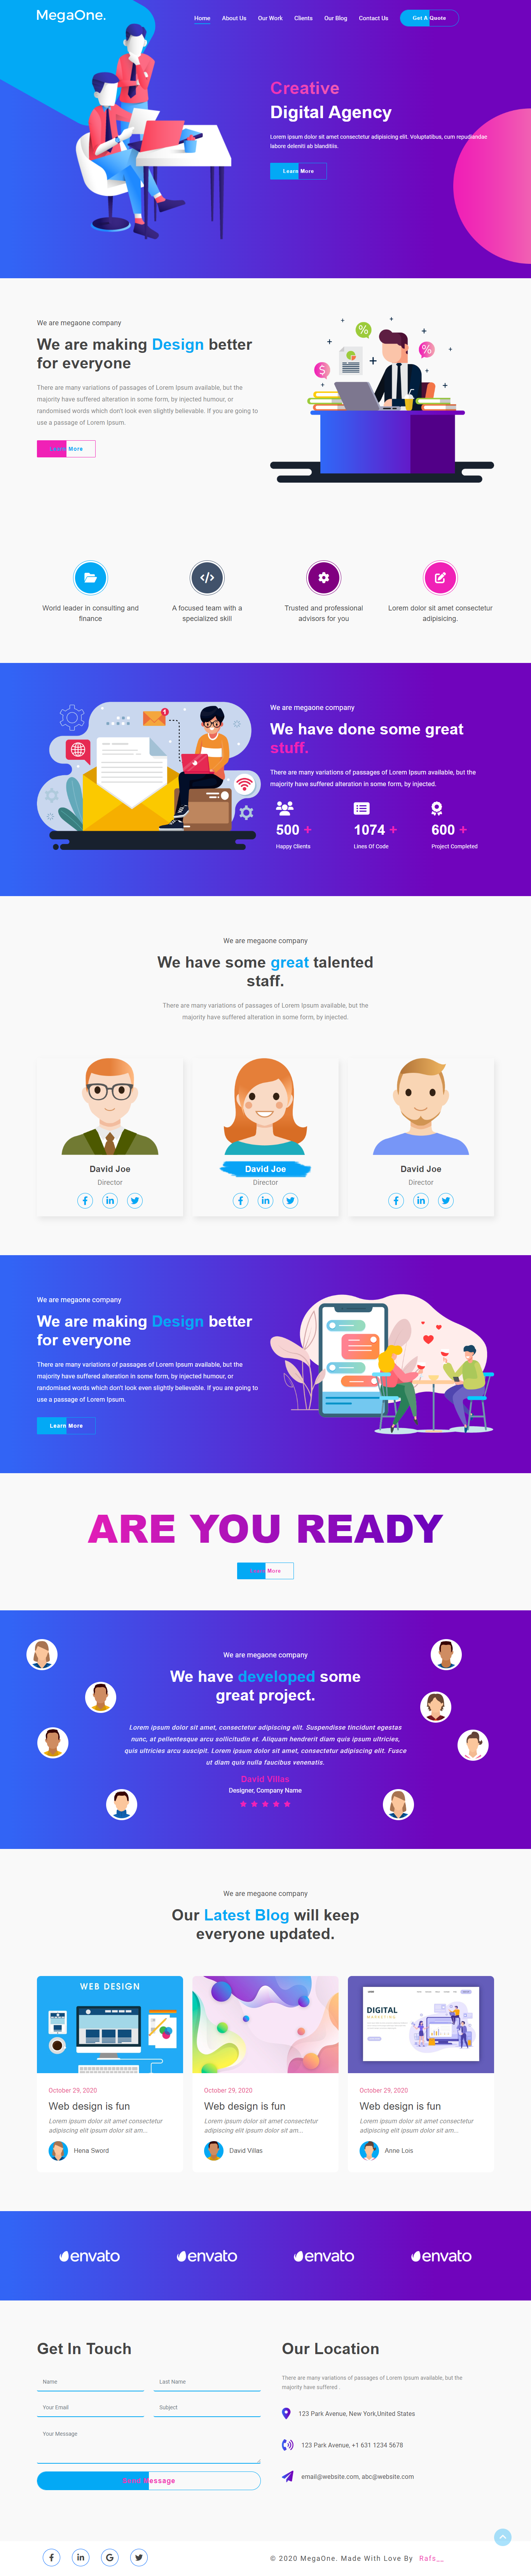 MegaOne.
Home About Us Our Work Clients Our Blog Contact Us Get A Quote
Creative
Digital Agency
Lorem ipsum dolor sit amet consectetur adipisicing elit. Voluptatibus, cum repudiandae
labore deleniti ab blanditiis.
Learn More
We are megaone company
We are making Design better
for everyone
There are many variations of passages of Lorem Ipsum available, but the
majority have suffered alteration in some form, by injected humour, or
randomised words which don't look even slightly believable. If you are going to
use a passage of Lorem Ipsum.
Learn More
World leader in consulting and
finance
A focused team with a
specialized skill
Trusted and professional
advisors for you
Lorem dolor sit amet consectetur
adipisicing.
We are megaone company
We have done some great
stuff.
There are many variations of passages of Lorem Ipsum available, but the
majority have suffered alteration in some form, by injected.
500 +
Happy Clients
1074 +
Lines Of Code
600 +
Project Completed
We are megaone company
We have some great talented
staff.
There are many variations of passages of Lorem Ipsum available, but the
majority have suffered alteration in some form, by injected.
David Joe
Director
David Joe
Director
David Joe
Director
We are megaone company
We are making Design better
for everyone
There are many variations of passages of Lorem Ipsum available, but the
majority have suffered alteration in some form, by injected humour, or
randomised words which don't look even slightly believable. If you are going to
use a passage of Lorem Ipsum.
Learn More
ARE YOU READY
Learn More
We are megaone company
We have developed some
great project.
Lorem ipsum dolor sit amet, consectetur adipiscing elit. Suspendisse tincidunt egestas
nunc, at pellentesque arcu sollicitudin et. Aliquam hendrerit diam quis ipsum ultricies,
quis ultricies arcu suscipit. Lorem ipsum dolor sit amet, consectetur adipiscing elit. Fusce
ut diam quis nulla faucibus venenatis.
David Villas
Designer, Company Name
We are megaone company
Our Latest Blog will keep
everyone updated.
WEB DESIGN
DIGITAL
MARKETING
October 29, 2020
Web design is fun
Lorem ipsum dolor sit amet consectetur
adipiscing elit ipsum dolor sit am...
Hena Sword
October 29, 2020
Web design is fun
Lorem ipsum dolor sit amet consectetur
adipiscing elit ipsum dolor sit am...
David Villas
October 29, 2020
Web design is fun
Lorem ipsum dolor sit amet consectetur
adipiscing elit ipsum dolor sit am...
Anne Lois
envato envato envato envato
Get In Touch
Name
Last Name
Your Email
Subject
Your Message
Send Message
Our Location
There are many variations of passages of Lorem Ipsum available, but the
majority have suffered.
123 Park Avenue, New York,United States
123 Park Avenue, +1 631 1234 5678
email@website.com, abc@website.com
© 2020 MegaOne. Made With Love By Rafs__